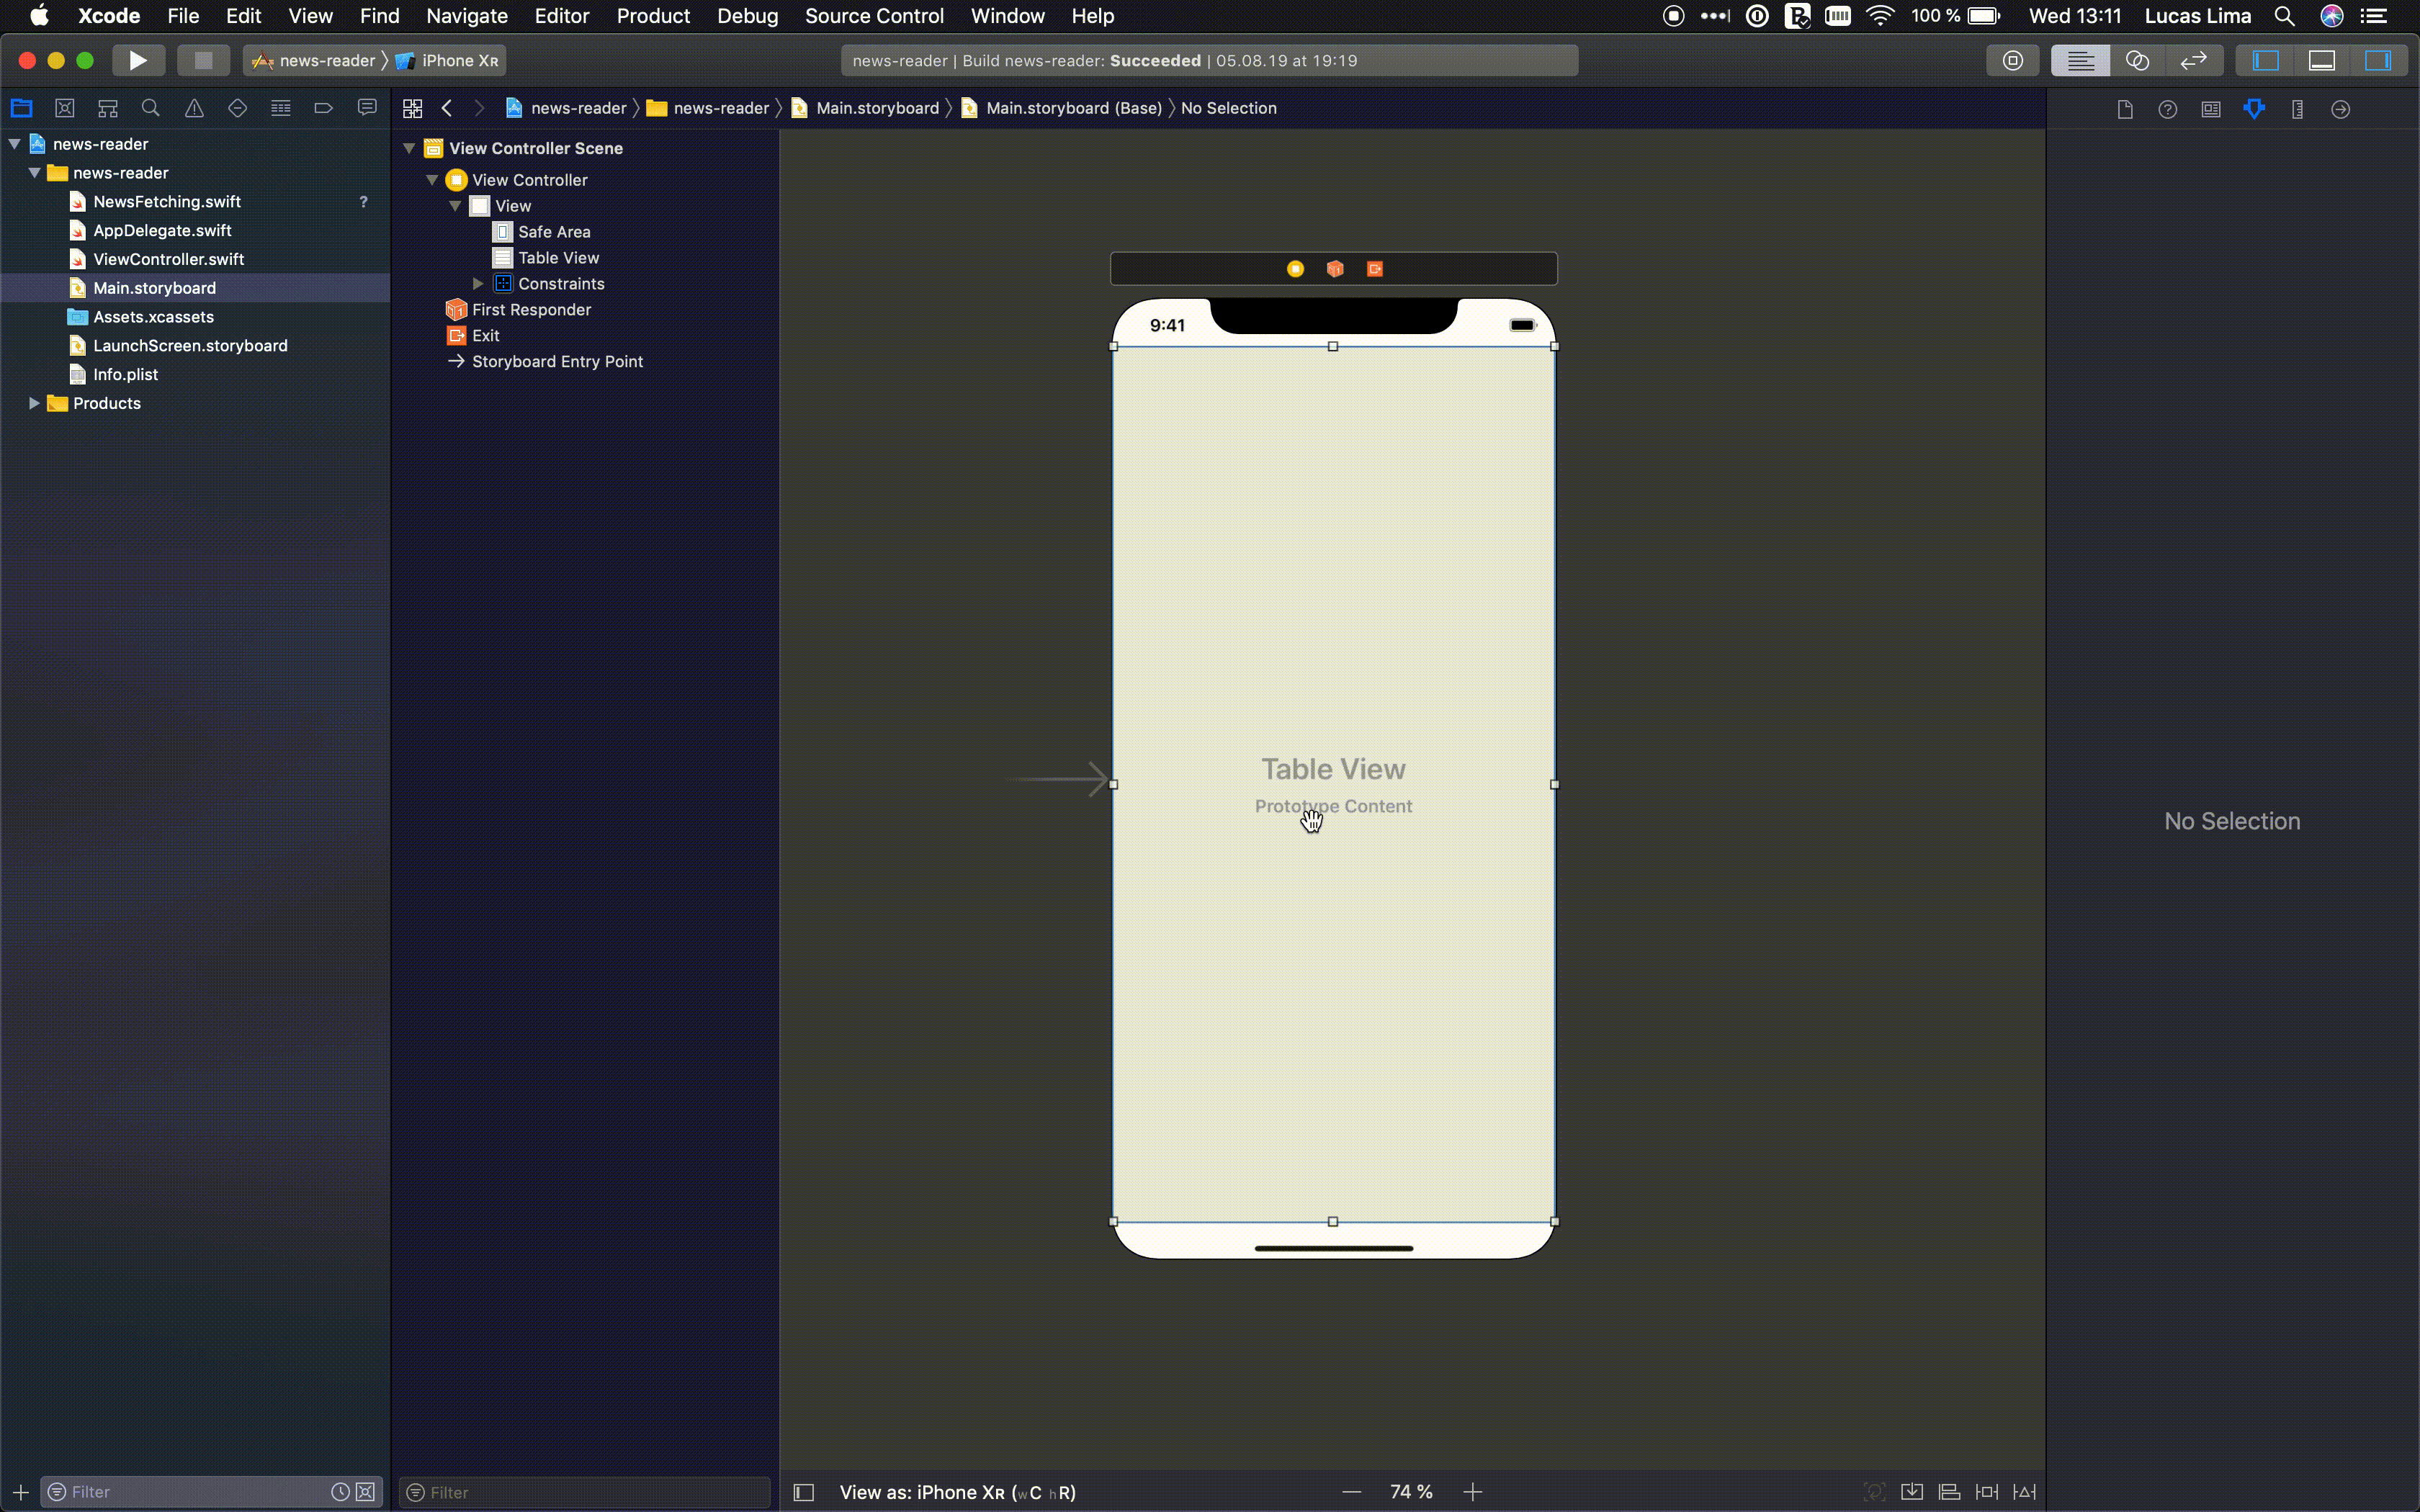 Xcode File Edit View Find Navigate Editor Product Debug Source Control Window Help 100 % Wed 13:11 Lucas Lima
news-reader iPhone XR news-reader | Build news-reader: Succeeded | 05.08.19 at 19:19
news-reader news-reader Main.storyboard Main.storyboard (Base) No Selection
news-reader
news-reader
NewsFetching.swift ?
AppDelegate.swift
ViewController.swift
Main.storyboard
Assets.xcassets
LaunchScreen.storyboard
Info.plist
Products
View Controller Scene
View Controller
View
Safe Area
Table View
Constraints
First Responder
Exit
Storyboard Entry Point
9:41
Table View
Prototype Content
No Selection
Filter
Filter
View as: iPhone XR (wC hR)
74 %